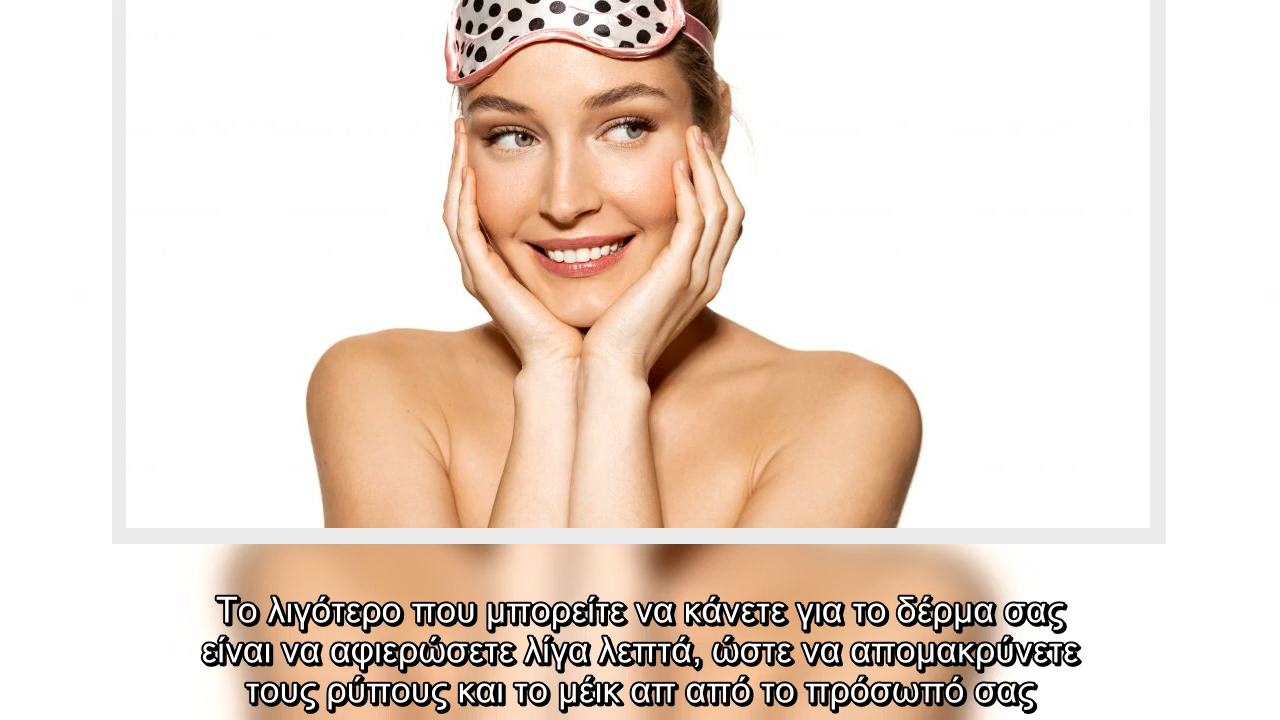 Το λιγότερο που μπορείτε να κάνετε για το δέρμα σας
είναι να αφιερώσετε λίγα λεπτά, ώστε να απομακρύνετε
τους ρύπους και το μέικ απ από το πρόσωπό σας